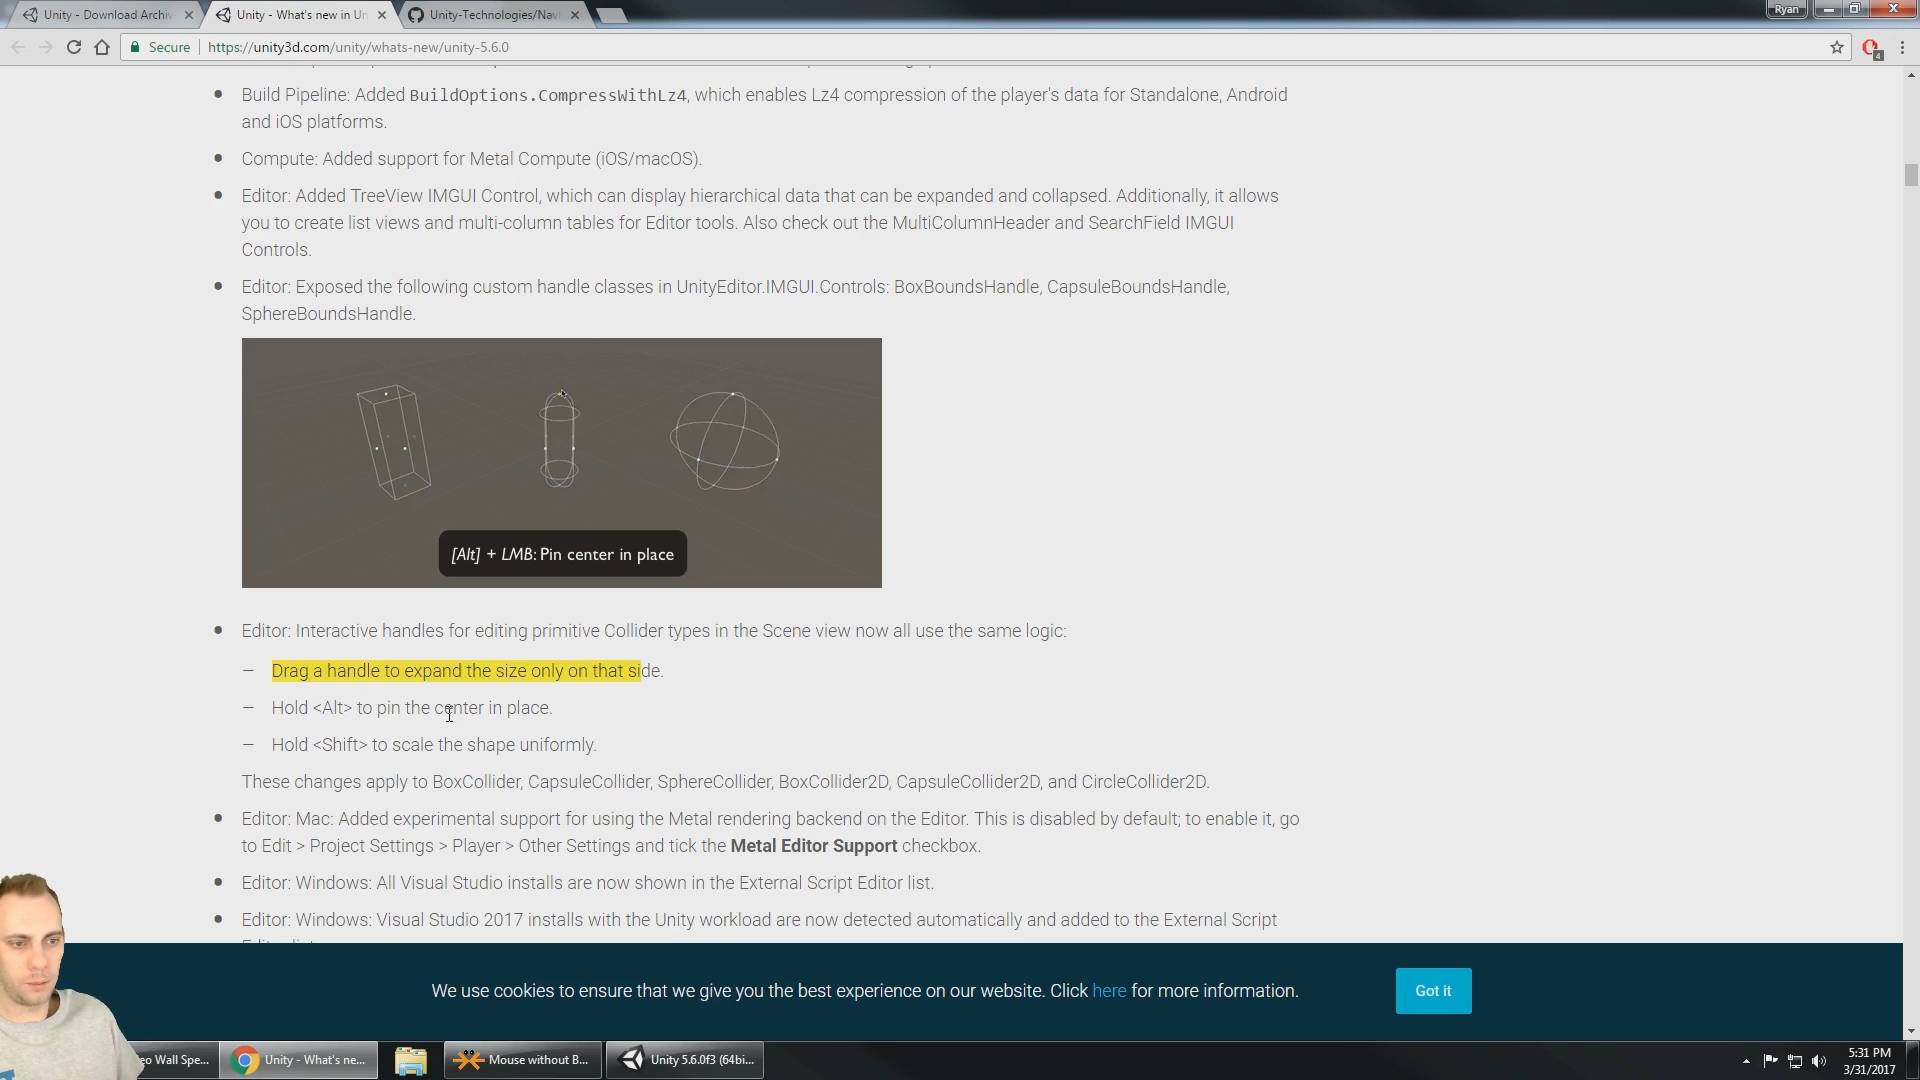 Unity - Download Archiv
Unity - What's new in Un
Unity-Technologies/Nav
Ryan
Secure
https://unity3d.com/unity/whats-new/unity-5.6.0
4
Build Pipeline: Added BuildOptions.CompressWithLz4, which enables Lz4 compression of the player's data for Standalone, Android
and iOS platforms.
Compute: Added support for Metal Compute (iOS/macOS).
Editor: Added TreeView IMGUI Control, which can display hierarchical data that can be expanded and collapsed. Additionally, it allows
you to create list views and multi-column tables for Editor tools. Also check out the MultiColumnHeader and SearchField IMGUI
Controls.
Editor: Exposed the following custom handle classes in UnityEditor.IMGUI.Controls: BoxBoundsHandle, CapsuleBoundsHandle,
SphereBoundsHandle.
[Alt] + LMB: Pin center in place
Editor: Interactive handles for editing primitive Collider types in the Scene view now all use the same logic:
– Drag a handle to expand the size only on that side.
– Hold <Alt> to pin the center in place.
– Hold <Shift> to scale the shape uniformly.
These changes apply to BoxCollider, CapsuleCollider, SphereCollider, BoxCollider2D, CapsuleCollider2D, and CircleCollider2D.
Editor: Mac: Added experimental support for using the Metal rendering backend on the Editor. This is disabled by default; to enable it, go
to Edit > Project Settings > Player > Other Settings and tick the Metal Editor Support checkbox.
Editor: Windows: All Visual Studio installs are now shown in the External Script Editor list.
Editor: Windows: Visual Studio 2017 installs with the Unity workload are now detected automatically and added to the External Script
We use cookies to ensure that we give you the best experience on our website. Click here for more information.
Got it
eo Wall Spe...
Unity - What's ne...
Mouse without B...
Unity 5.6.0f3 (64bi...
5:31 PM
3/31/2017